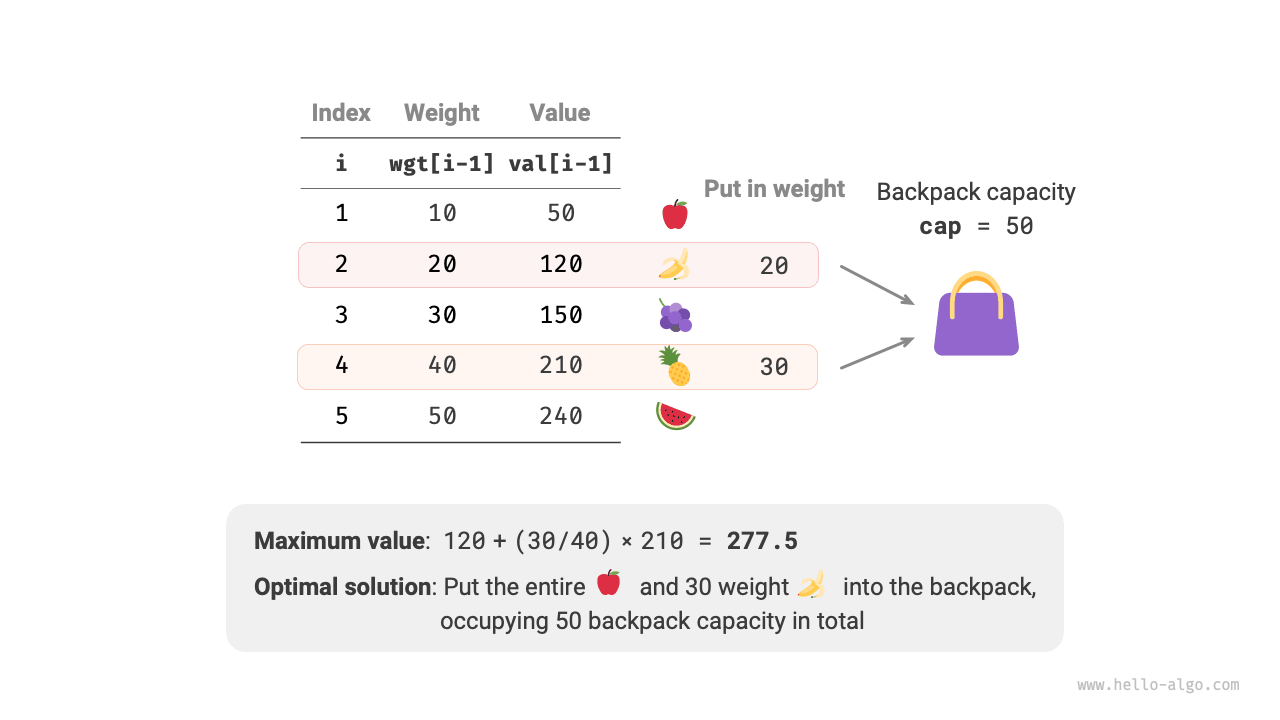 Index Weight Value
i wgt[i-1] val[i-1]
Put in weight
Backpack capacity
cap = 50
1 10 50
2 20 120 20
3 30 150
4 40 210 30
5 50 240
Maximum value: 120 + (30/40) × 210 = 277.5
Optimal solution: Put the entire and 30 weight into the backpack,
occupying 50 backpack capacity in total
www.hello-algo.com